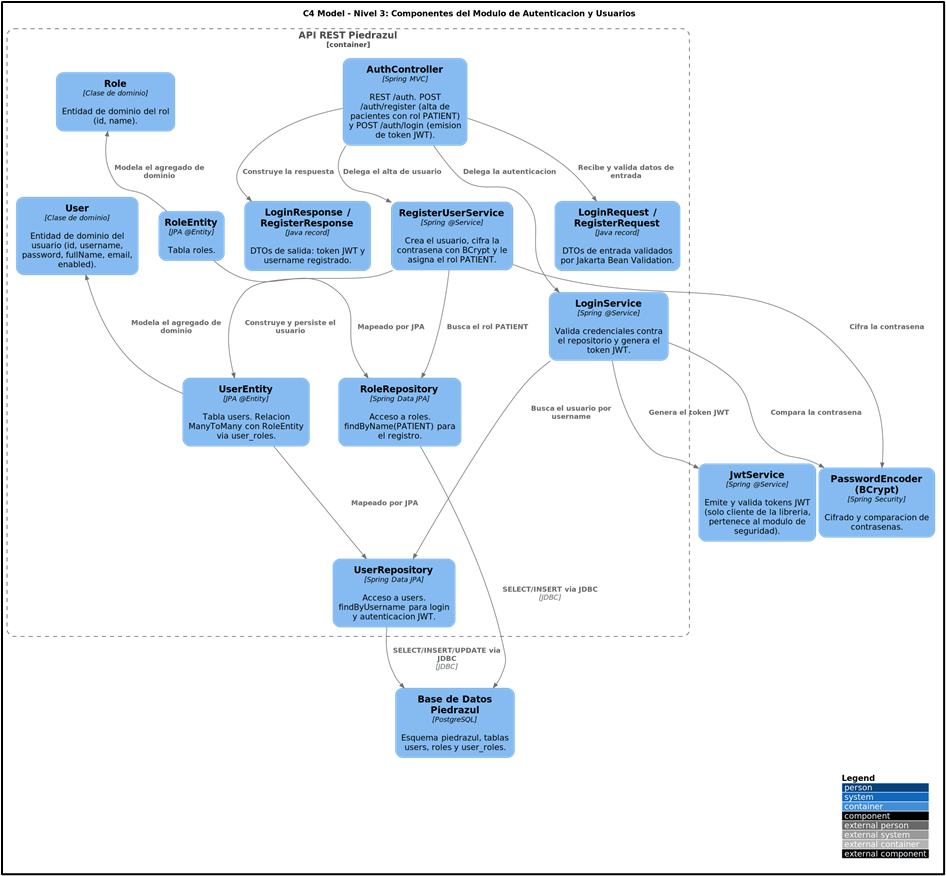 C4 Model - Nivel 3: Componentes del Modulo de Autenticacion y Usuarios
API REST Piedrazul
[container]
AuthController
[Spring MVC]
REST /auth. POST
/auth/register (alta de
pacientes con rol PATIENT)
y POST /auth/login (emision
de token JWT).
Role
[Clase de dominio]
Entidad de dominio del rol
(id, name).
Modela el agregado de
dominio
Construye la respuesta
Delega el alta de usuario
Delega la autenticacion
Recibe y valida datos de
entrada
User
[Clase de dominio]
Entidad de dominio del
usuario (id, username,
password, fullName, email,
enabled).
RoleEntity
[JPA @Entity]
Tabla roles.
LoginResponse /
RegisterResponse
[Java record]
DTOs de salida: token JWT y
username registrado.
RegisterUserService
[Spring @Service]
Crea el usuario, cifra la
contrasena con BCrypt y le
asigna el rol PATIENT.
LoginRequest /
RegisterRequest
[Java record]
DTOs de entrada validados
por Jakarta Bean Validation.
LoginService
[Spring @Service]
Valida credenciales contra
el repositorio y genera el
token JWT.
Modela el agregado de
dominio
Construye y persiste el
usuario
Mapeado por JPA
Busca el rol PATIENT
Cifra la contrasena
UserEntity
[JPA @Entity]
Tabla users. Relacion
ManyToMany con RoleEntity
via user_roles.
RoleRepository
[Spring Data JPA]
Acceso a roles.
findByName(PATIENT) para
el registro.
Busca el usuario por
username
Genera el token JWT
Compara la contrasena
JwtService
[Spring @Service]
Emite y valida tokens JWT
(solo cliente de la libreria,
pertenece al modulo de
seguridad).
PasswordEncoder
(BCrypt)
[Spring Security]
Cifrado y comparacion de
contrasenas.
Mapeado por JPA
UserRepository
[Spring Data JPA]
Acceso a users.
findByUsername para login
y autenticacion JWT.
SELECT/INSERT via JDBC
[JDBC]
SELECT/INSERT/UPDATE via
JDBC
[JDBC]
Base de Datos
Piedrazul
[PostgreSQL]
Esquema piedrazul, tablas
users, roles y user_roles.
Legend
person
system
container
component
external person
external system
external container
external component